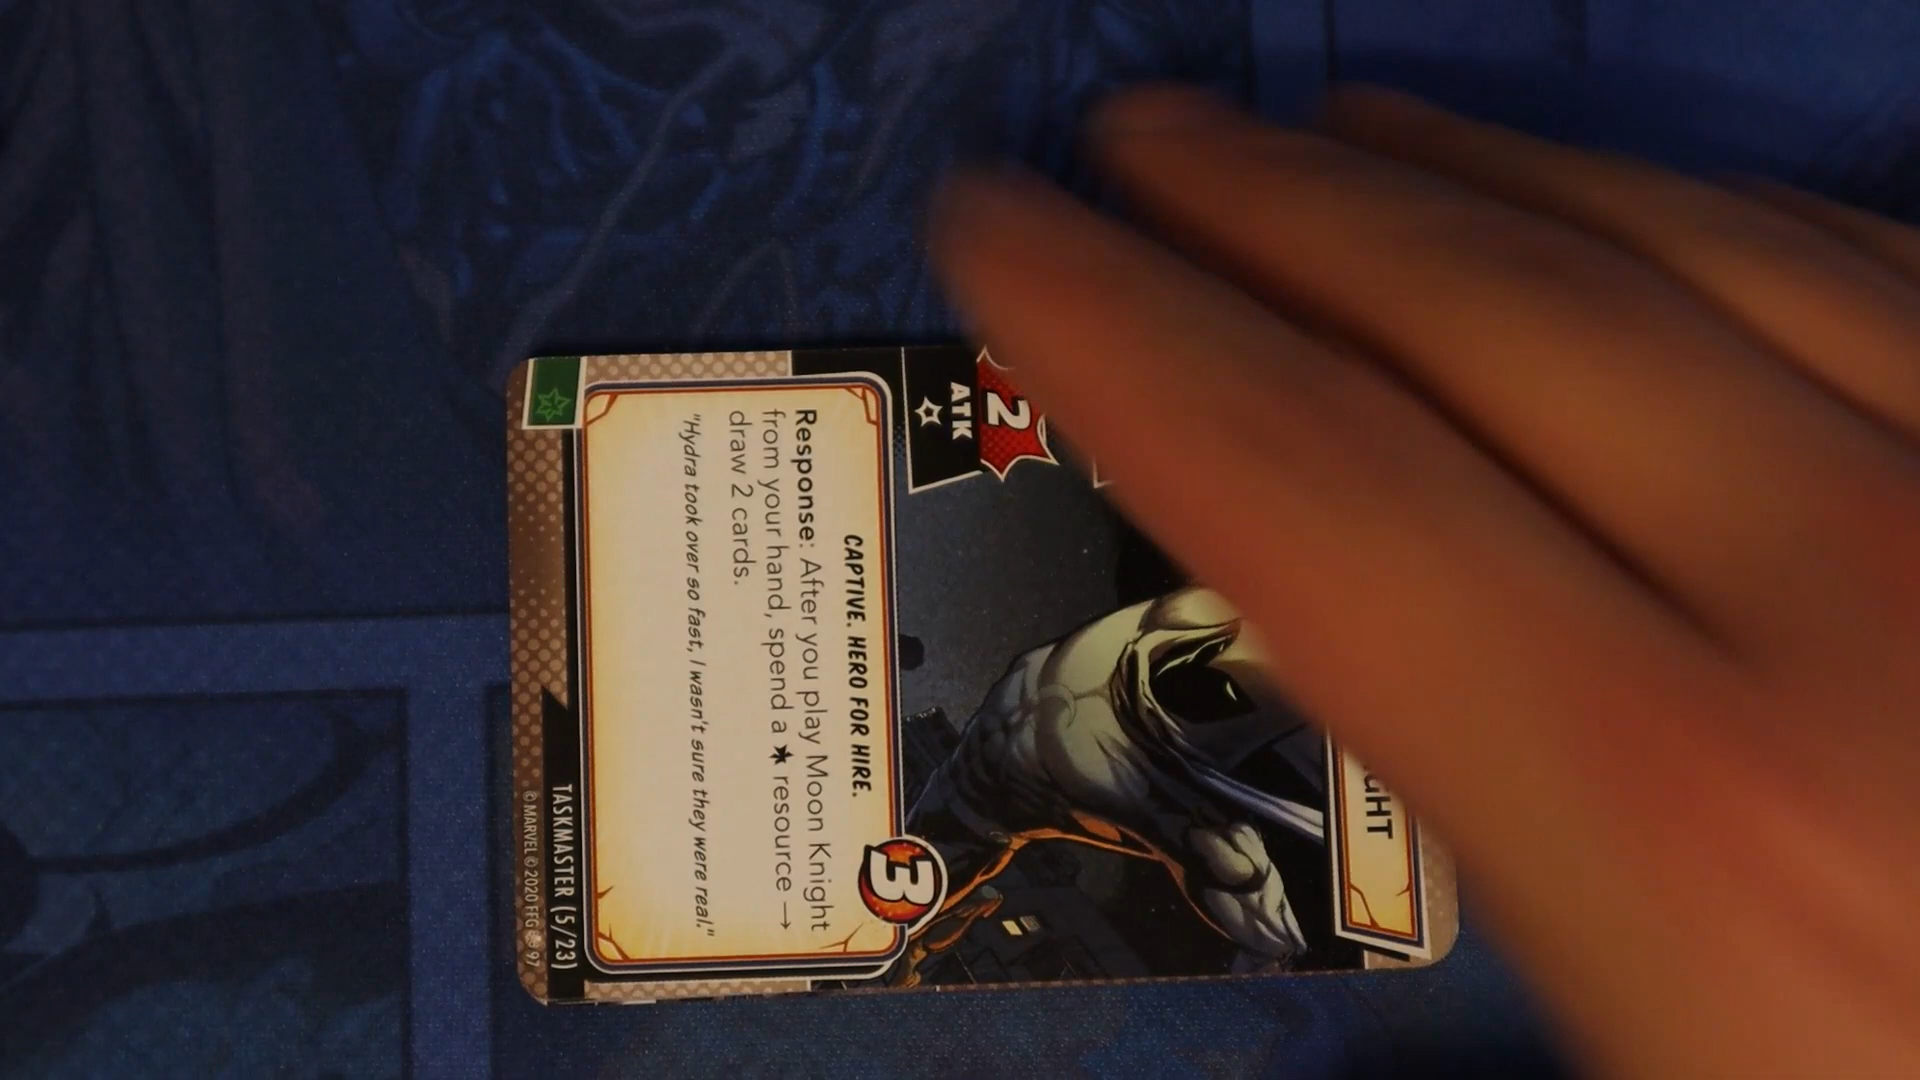 GHT
2
ATK
CAPTIVE. HERO FOR HIRE.
Response: After you play Moon Knight
from your hand, spend a resource →
draw 2 cards.
"Hydra took over so fast, I wasn't sure they were real."
3
TASKMASTER (5/23)
© MARVEL © 2020 FFG 97